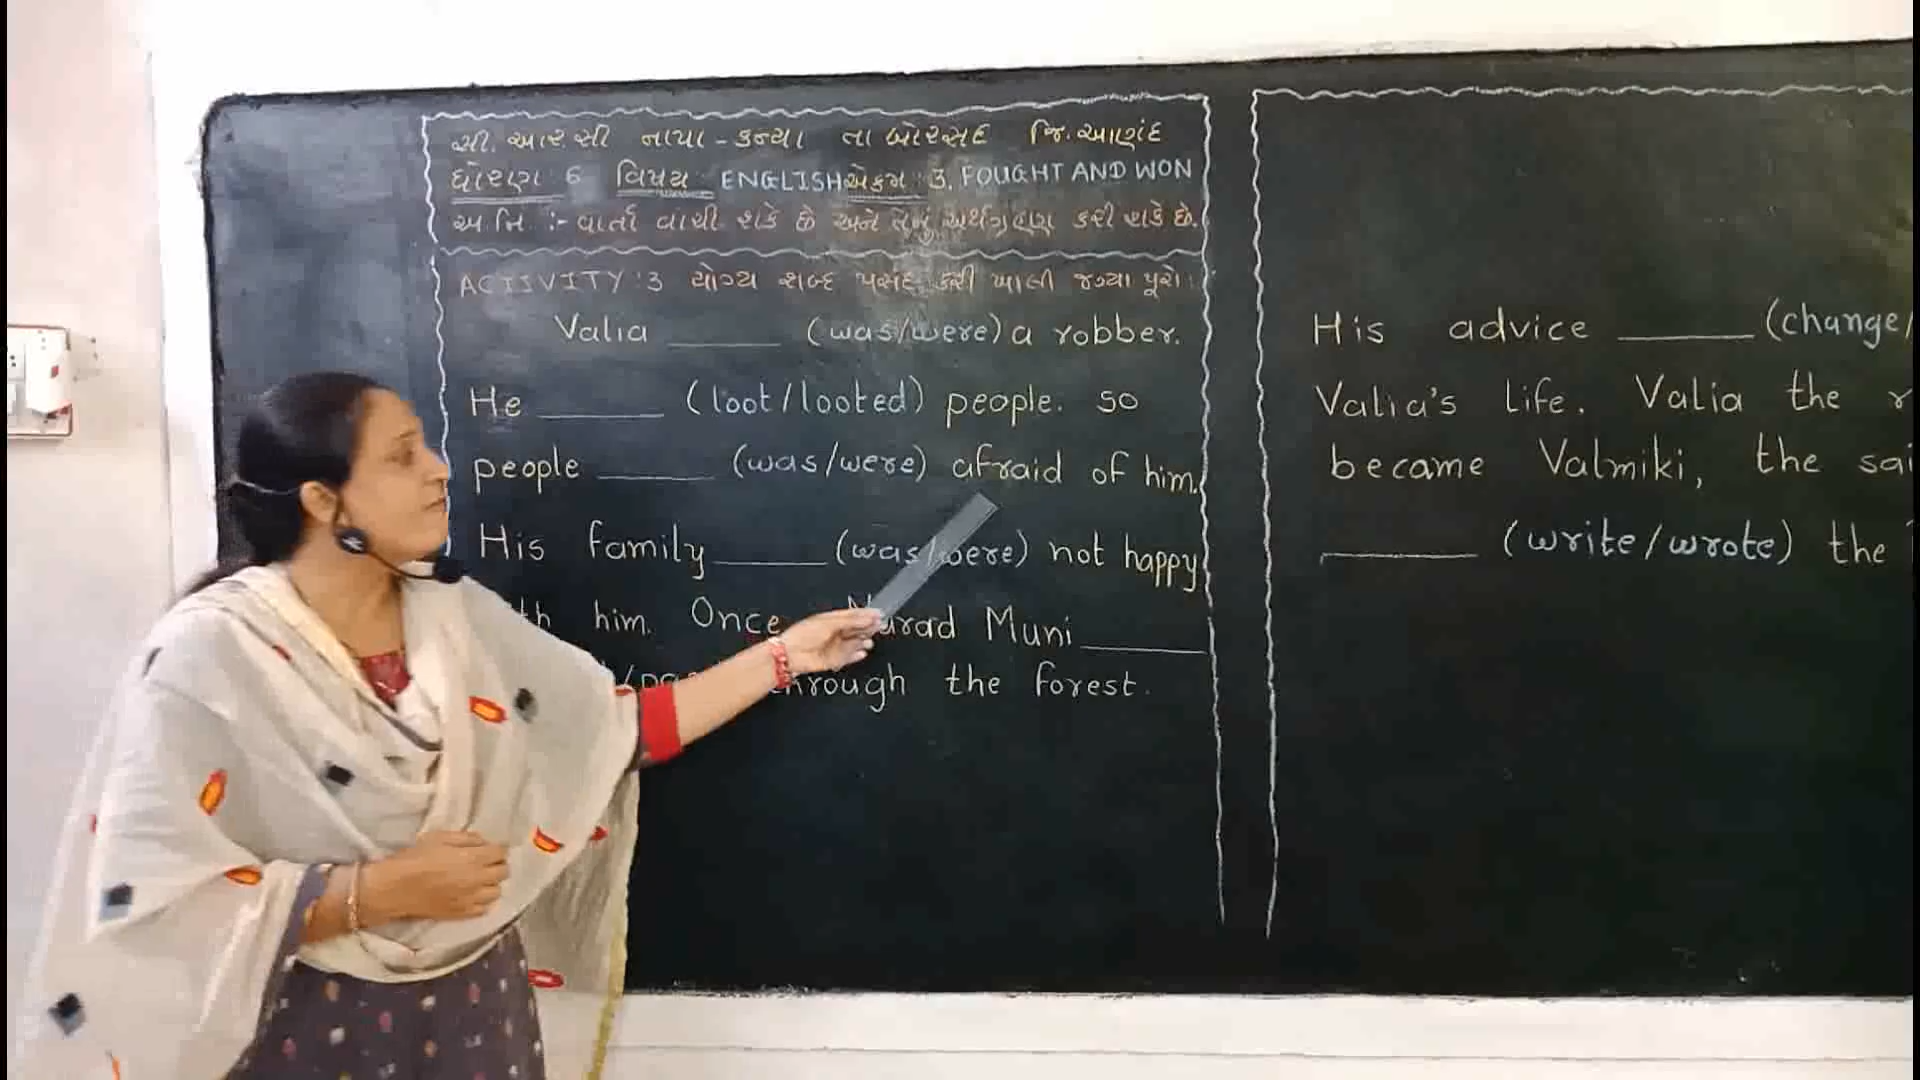 સી. આર. સી નાપા - કન્યા તા બોરસદ જિ. આણંદ
ધોરણ 6 વિષય ENGLISH એકમ 3. FOUGHT AND WON
અ. નિ. :- વાર્તા વાચી શકે છે અને તેનું અર્થગ્રહણ કરી શકે છે.
ACTIVITY : 3 યોગ્ય શબ્દ પસંદ કરી ખાલી જગ્યા પૂરો :
Valia ______ (was/were) a robber.
He ______ (loot/looted) people. so
people ______ (was/were) afraid of him.
His family ______ (was/were) not happy
him. Once Narad Muni ______
through the forest.
His advice ______ (change/
Valia's life. Valia the
became Valmiki, the
______ (write/wrote) the